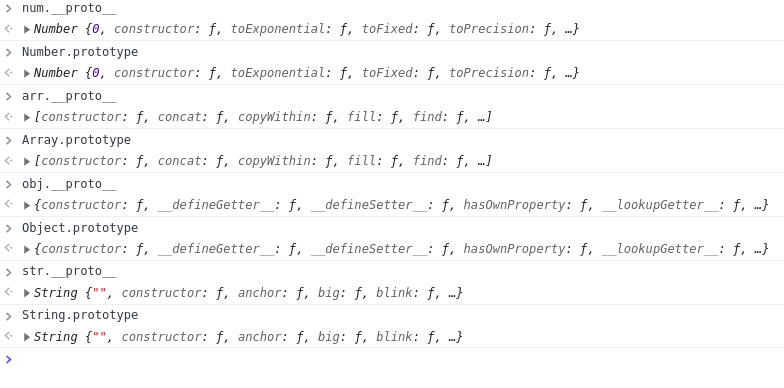 num.__proto__
Number {0, constructor: ƒ, toExponential: ƒ, toFixed: ƒ, toPrecision: ƒ, …}
Number.prototype
Number {0, constructor: ƒ, toExponential: ƒ, toFixed: ƒ, toPrecision: ƒ, …}
arr.__proto__
[constructor: ƒ, concat: ƒ, copyWithin: ƒ, fill: ƒ, find: ƒ, …]
Array.prototype
[constructor: ƒ, concat: ƒ, copyWithin: ƒ, fill: ƒ, find: ƒ, …]
obj.__proto__
{constructor: ƒ, __defineGetter__: ƒ, __defineSetter__: ƒ, hasOwnProperty: ƒ, __lookupGetter__: ƒ, …}
Object.prototype
{constructor: ƒ, __defineGetter__: ƒ, __defineSetter__: ƒ, hasOwnProperty: ƒ, __lookupGetter__: ƒ, …}
str.__proto__
String {"", constructor: ƒ, anchor: ƒ, big: ƒ, blink: ƒ, …}
String.prototype
String {"", constructor: ƒ, anchor: ƒ, big: ƒ, blink: ƒ, …}